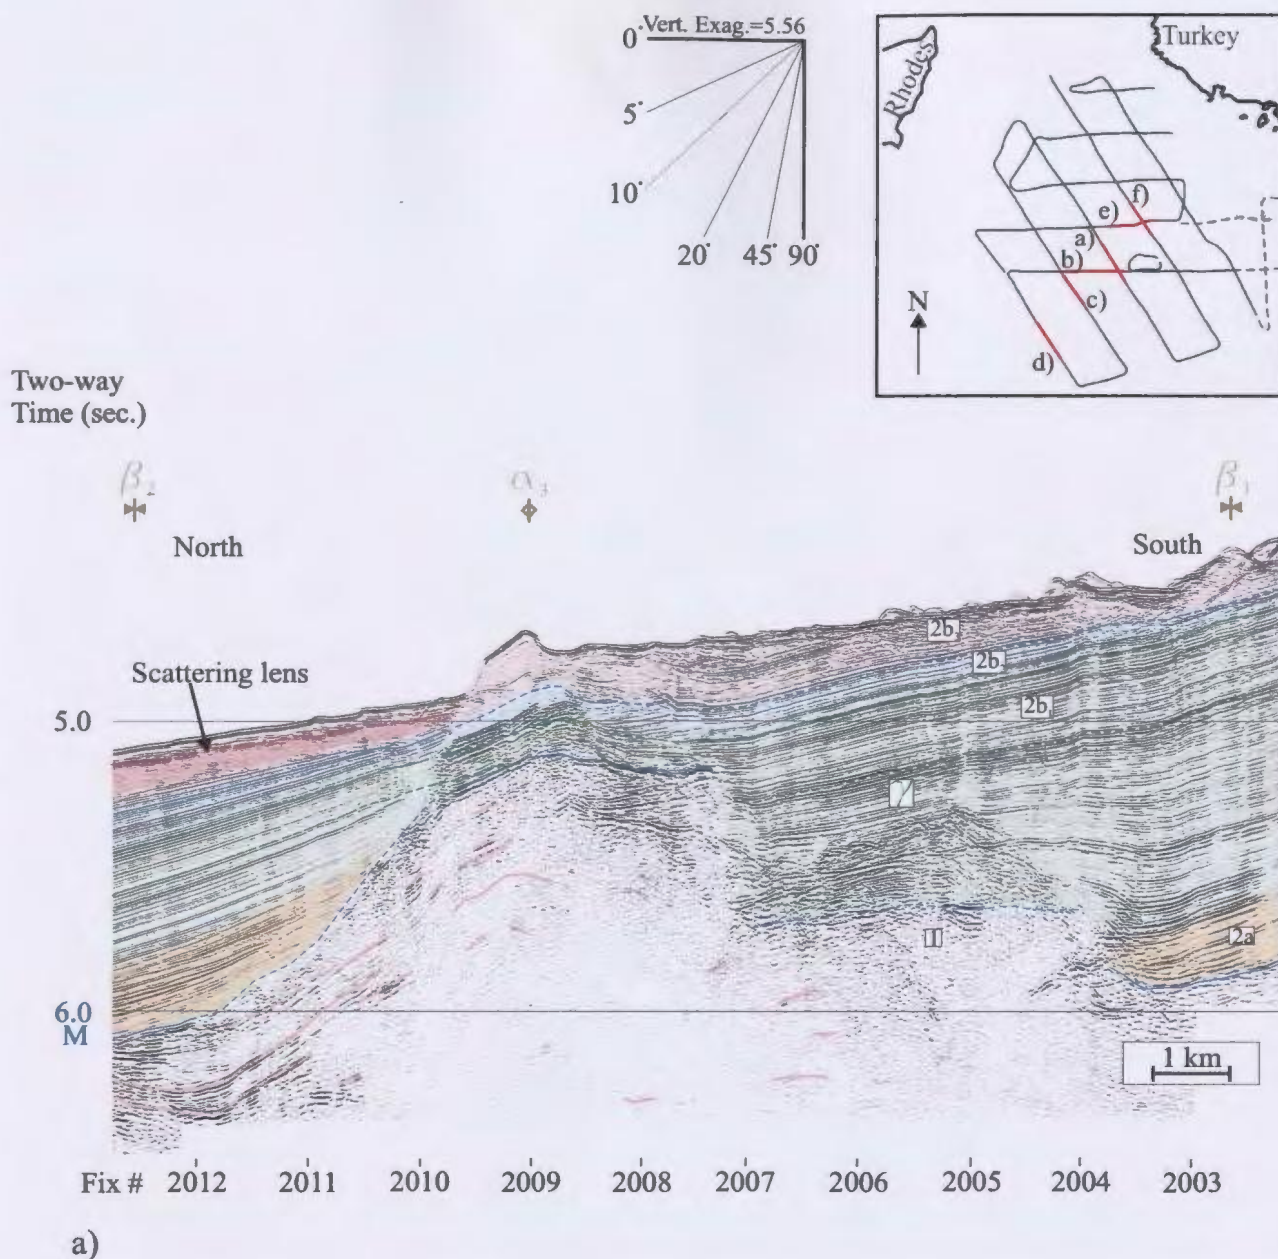 Vert. Exag.=5.56
0°
5°
10°
20° 45° 90°
Rhodes
Turkey
f)
e)
a)
b)
c)
d)
N
Two-way
Time (sec.)
β₂ α₃ β₁
North South
Scattering lens
2b
2b
2b
5.0
γ
1
2a
6.0
M
1 km
Fix # 2012 2011 2010 2009 2008 2007 2006 2005 2004 2003
a)